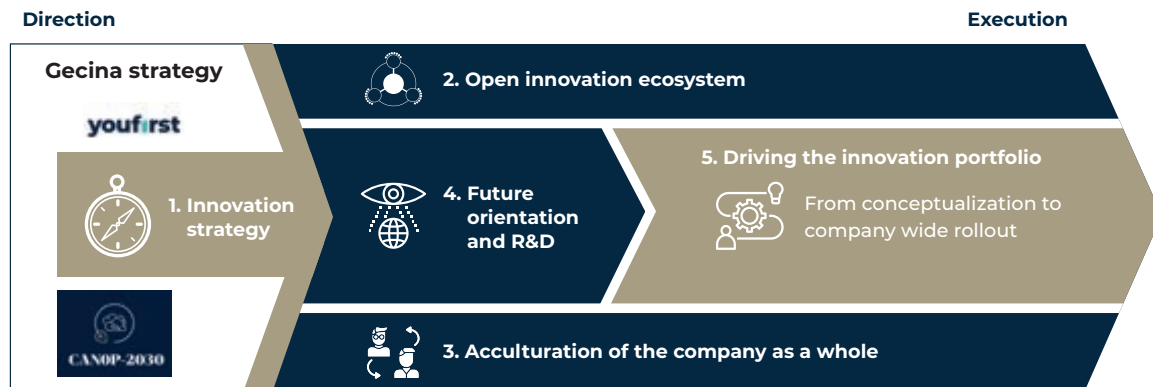 Direction
Execution
Gecina strategy
youfirst
1. Innovation
strategy
CANOP-2030
2. Open innovation ecosystem
4. Future
orientation
and R&D
5. Driving the innovation portfolio
From conceptualization to
company wide rollout
3. Acculturation of the company as a whole